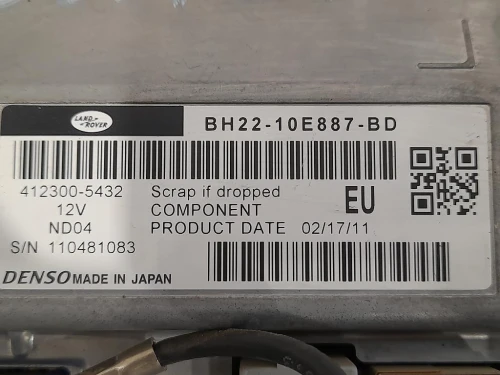 LAND-
ROVER
BH22-10E887-BD
412300-5432 Scrap if dropped
12V COMPONENT EU
ND04 PRODUCT DATE 02/17/11
S/N 110481083
DENSO MADE IN JAPAN